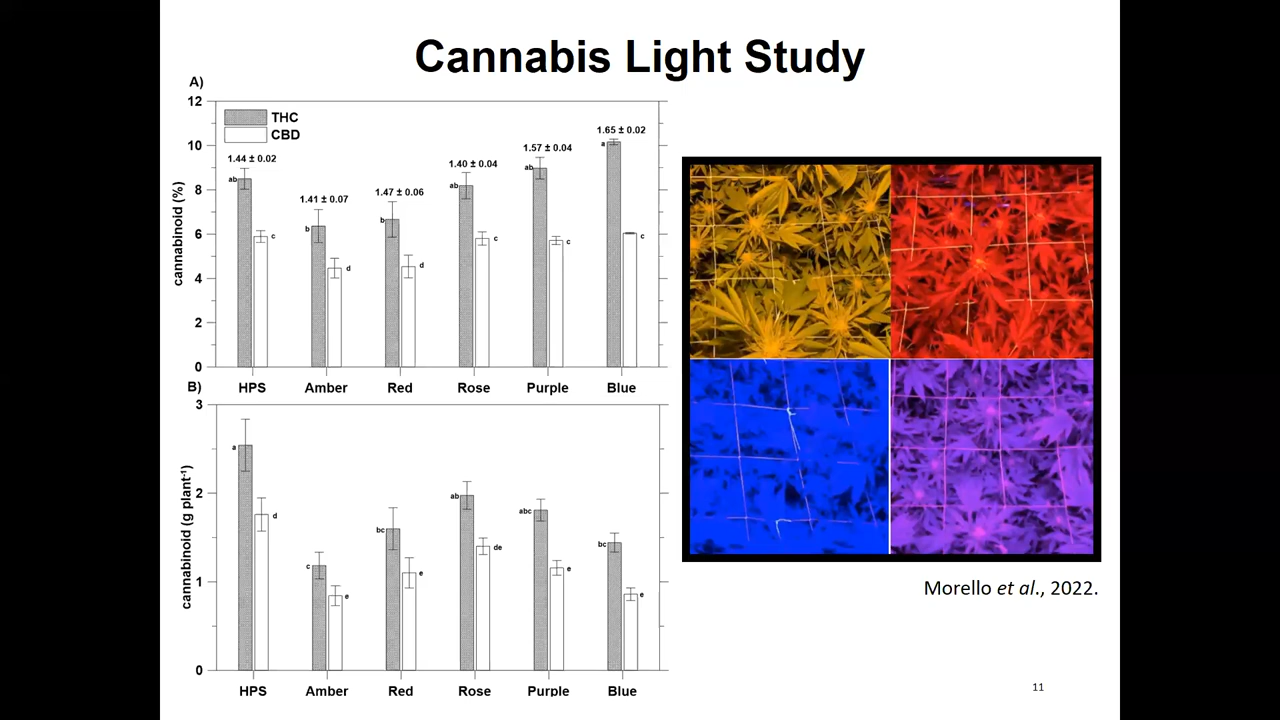 Cannabis Light Study
A)
12
10
8
6
4
2
0
cannabinoid (%)
THC
CBD
1.44 ± 0.02
1.41 ± 0.07
1.47 ± 0.06
1.40 ± 0.04
1.57 ± 0.04
1.65 ± 0.02
ab
c
b
d
b
d
ab
c
ab
c
a
c
HPS Amber Red Rose Purple Blue
B)
3
2
1
0
cannabinoid (g plant⁻¹)
a
d
c
e
bc
e
ab
de
abc
e
bc
e
HPS Amber Red Rose Purple Blue
Morello et al., 2022.
11